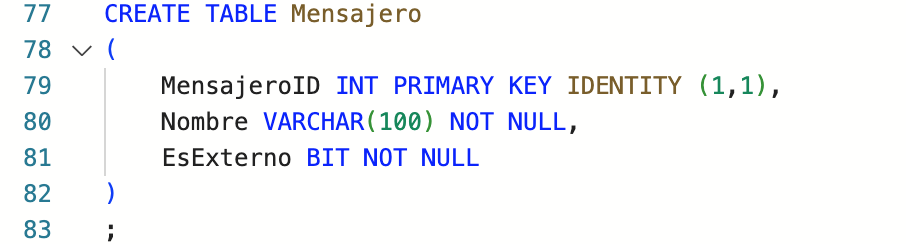 77 CREATE TABLE Mensajero
78 (
79 MensajeroID INT PRIMARY KEY IDENTITY (1,1),
80 Nombre VARCHAR(100) NOT NULL,
81 EsExterno BIT NOT NULL
82 )
83 ;